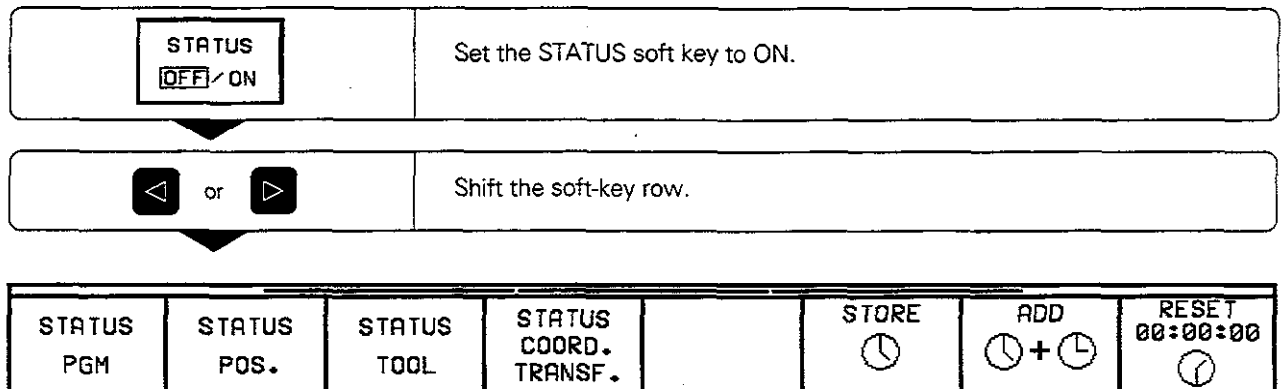 STATUS
OFF / ON
Set the STATUS soft key to ON.
or
Shift the soft-key row.
STATUS
PGM
STATUS
POS.
STATUS
TOOL
STATUS
COORD.
TRANSF.
STORE
ADD
+
RESET
00:00:00